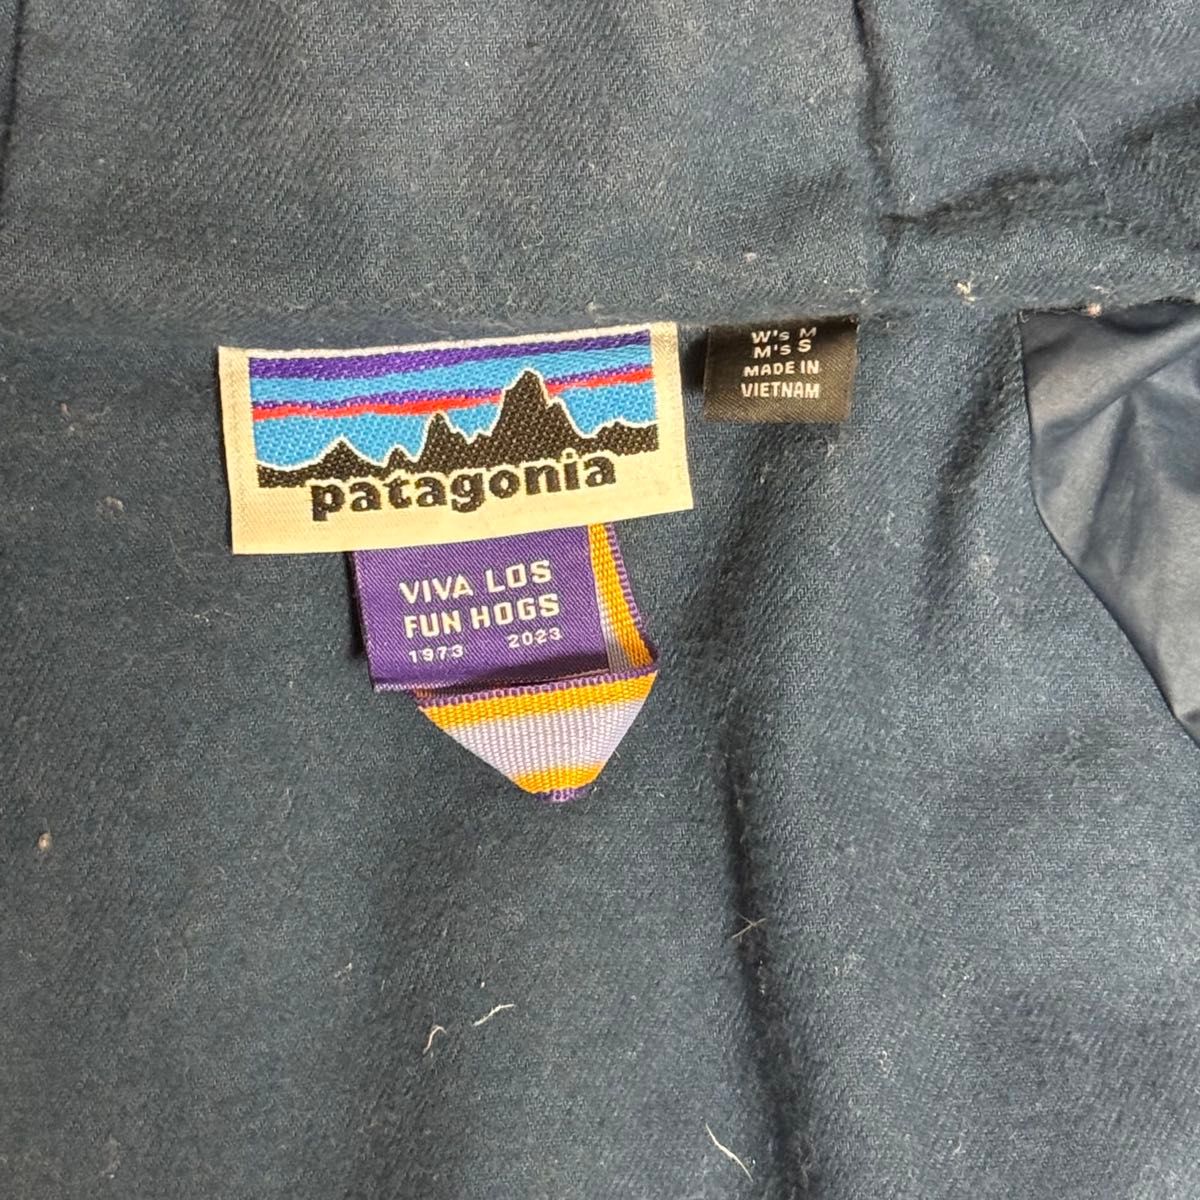 patagonia
VIVA LOS
FUN HOGS
1973 2023
W's M
M's S
MADE IN
VIETNAM